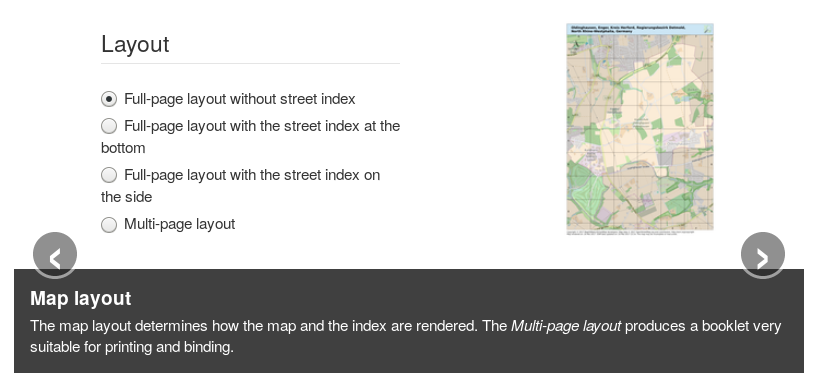 Layout
Full-page layout without street index
Full-page layout with the street index at the
bottom
Full-page layout with the street index on
the side
Multi-page layout
Map layout
The map layout determines how the map and the index are rendered. The Multi-page layout produces a booklet very
suitable for printing and binding.